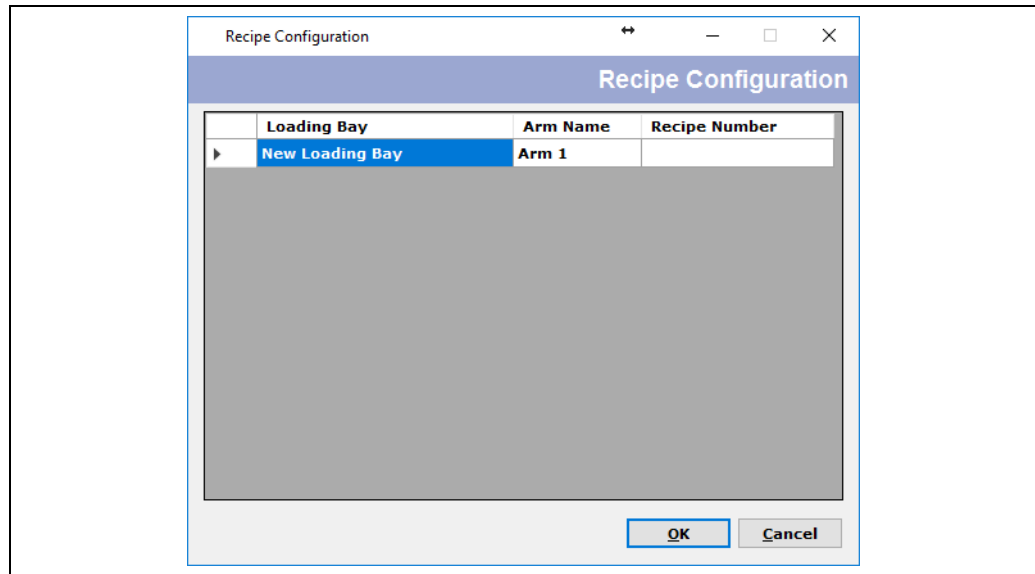 Recipe Configuration
Recipe Configuration
Loading Bay Arm Name Recipe Number
New Loading Bay Arm 1
OK Cancel